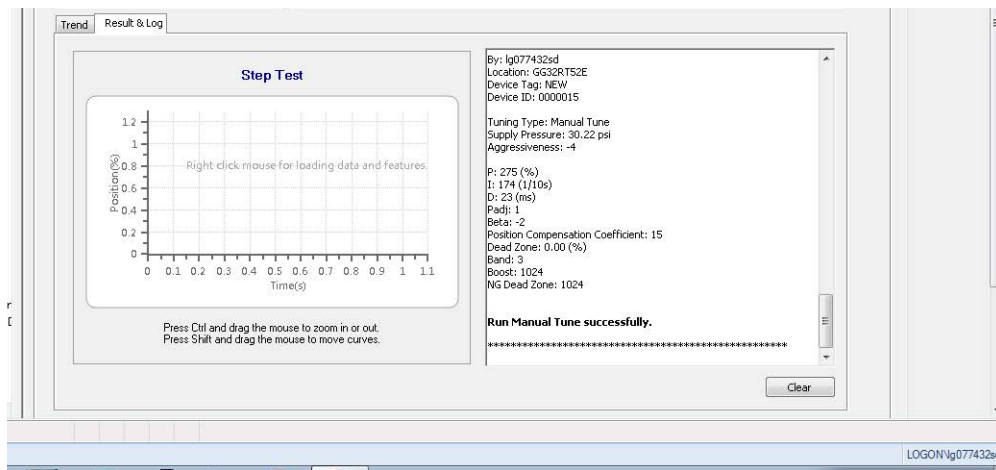 Trend
Result & Log
Step Test
1.2
1
0.8
0.6
0.4
0.2
0
Position(%)
Right click mouse for loading data and features.
0 0.1 0.2 0.3 0.4 0.5 0.6 0.7 0.8 0.9 1 1.1
Time(s)
Press Ctrl and drag the mouse to zoom in or out.
Press Shift and drag the mouse to move curves.
By: lg077432sd
Location: GG32RT52E
Device Tag: NEW
Device ID: 0000015
Tuning Type: Manual Tune
Supply Pressure: 30.22 psi
Aggressiveness: -4
P: 275 (%)
I: 174 (1/10s)
D: 23 (ms)
Padj: 1
Beta: -2
Position Compensation Coefficient: 15
Dead Zone: 0.00 (%)
Band: 3
Boost: 1024
NG Dead Zone: 1024
Run Manual Tune successfully.
****************************************************
Clear